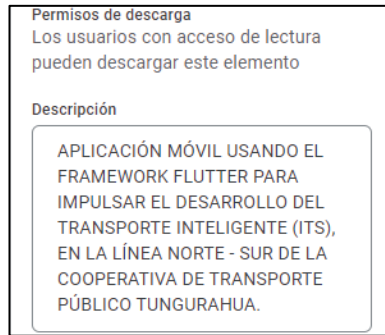 Permisos de descarga
Los usuarios con acceso de lectura
pueden descargar este elemento
Descripción
APLICACIÓN MÓVIL USANDO EL
FRAMEWORK FLUTTER PARA
IMPULSAR EL DESARROLLO DEL
TRANSPORTE INTELIGENTE (ITS),
EN LA LÍNEA NORTE - SUR DE LA
COOPERATIVA DE TRANSPORTE
PÚBLICO TUNGURAHUA.